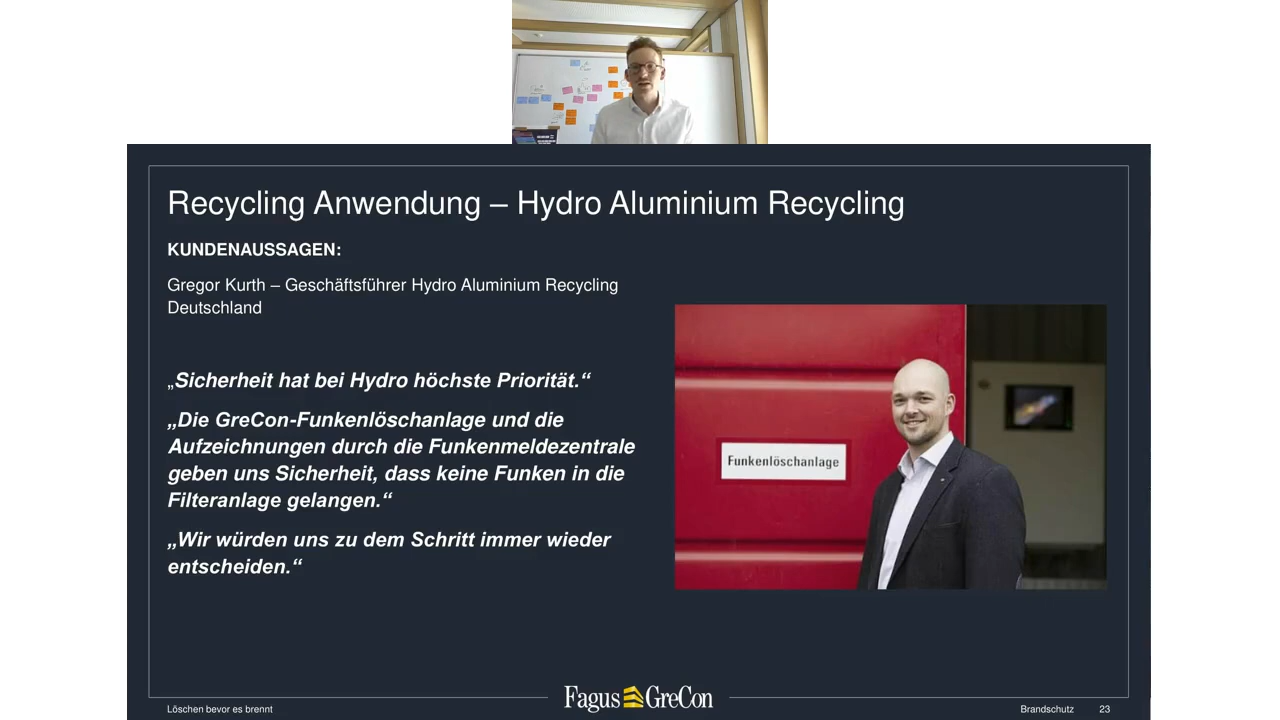 Recycling Anwendung – Hydro Aluminium Recycling
KUNDENAUSSAGEN:
Gregor Kurth – Geschäftsführer Hydro Aluminium Recycling
Deutschland
„Sicherheit hat bei Hydro höchste Priorität.“
„Die GreCon-Funkenlöschanlage und die
Aufzeichnungen durch die Funkenmeldezentrale
geben uns Sicherheit, dass keine Funken in die
Filteranlage gelangen.“
„Wir würden uns zu dem Schritt immer wieder
entscheiden.“
Funkenlöschanlage
Fagus GreCon
Löschen bevor es brennt
Brandschutz 23